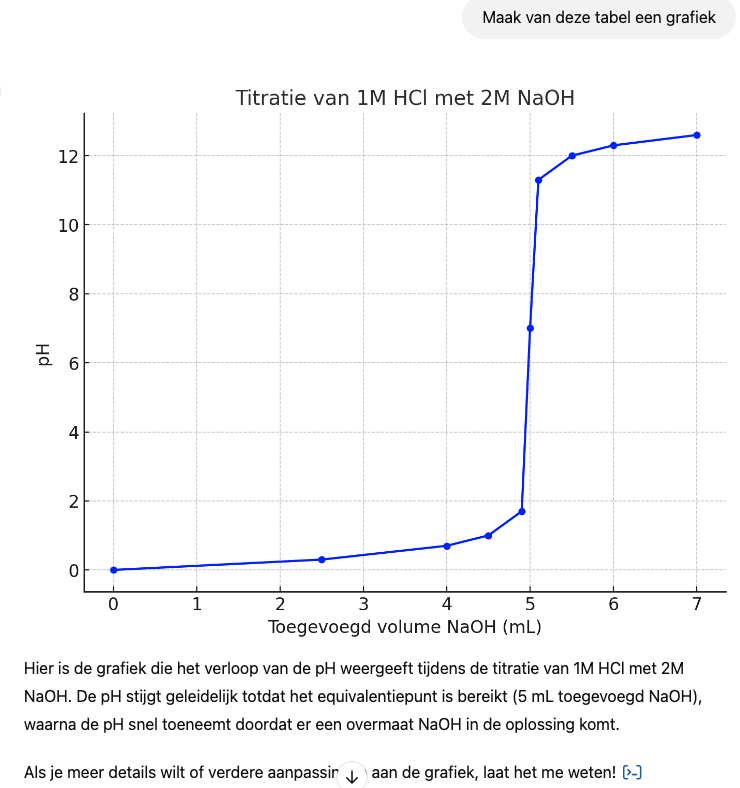 Maak van deze tabel een grafiek
Titratie van 1M HCl met 2M NaOH
12
10
8
6
4
2
0
pH
0 1 2 3 4 5 6 7
Toegevoegd volume NaOH (mL)
Hier is de grafiek die het verloop van de pH weergeeft tijdens de titratie van 1M HCl met 2M
NaOH. De pH stijgt geleidelijk totdat het equivalentiepunt is bereikt (5 mL toegevoegd NaOH),
waarna de pH snel toeneemt doordat er een overmaat NaOH in de oplossing komt.
Als je meer details wilt of verdere aan de grafiek, laat het me weten!